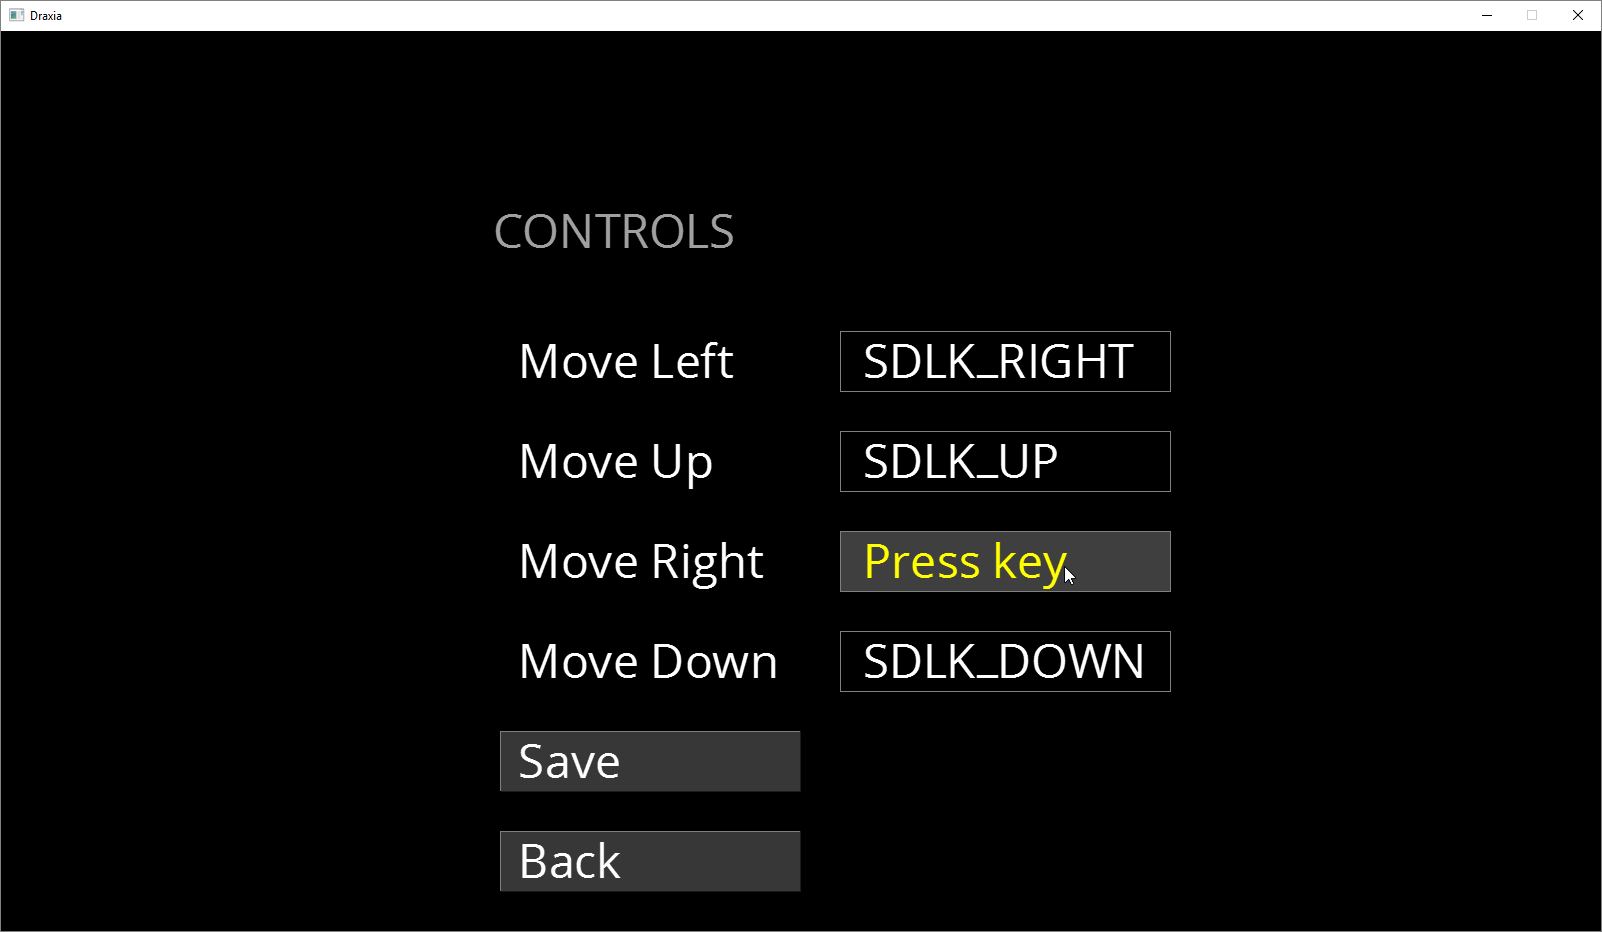 Draxia
CONTROLS
Move Left SDLK_RIGHT
Move Up SDLK_UP
Move Right Press key
Move Down SDLK_DOWN
Save
Back